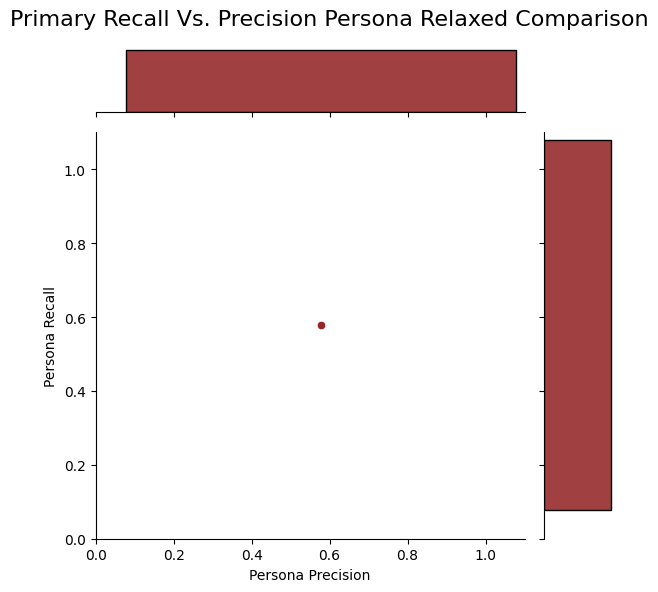 Primary Recall Vs. Precision Persona Relaxed Comparison
1.0
0.8
0.6
0.4
0.2
0.0
Persona Recall
0.0 0.2 0.4 0.6 0.8 1.0
Persona Precision